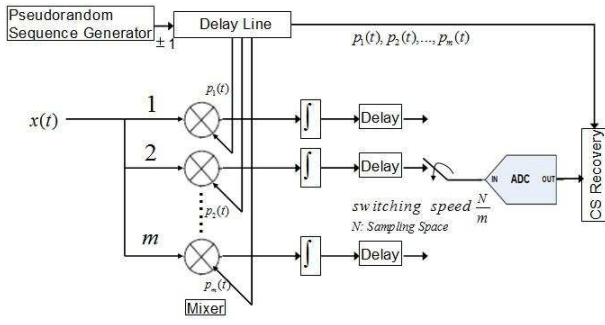 Pseudorandom
Sequence Generator
± 1
Delay Line
p₁(t), p₂(t),..., pₘ(t)
p₁(t)
x(t)
1
∫
Delay
2
∫
Delay
IN ADC OUT
CS Recovery
p₂(t)
switching speed N/m
N: Sampling Space
m
∫
Delay
pₘ(t)
Mixer